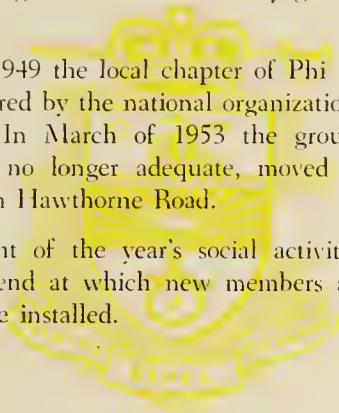 949 the local chapter of Phi
red by the national organizatio
In March of 1953 the grou
no longer adequate, moved
n Hawthorne Road.
nt of the year's social activit
end at which new members a
e installed.